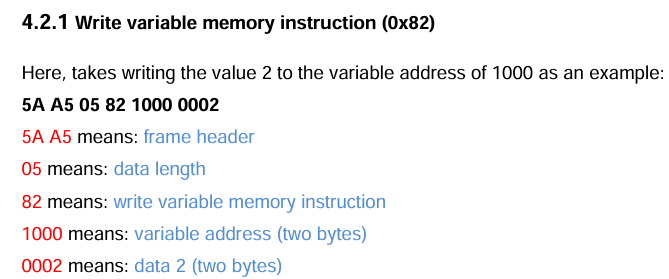 4.2.1 Write variable memory instruction (0x82)
Here, takes writing the value 2 to the variable address of 1000 as an example:
5A A5 05 82 1000 0002
5A A5 means: frame header
05 means: data length
82 means: write variable memory instruction
1000 means: variable address (two bytes)
0002 means: data 2 (two bytes)